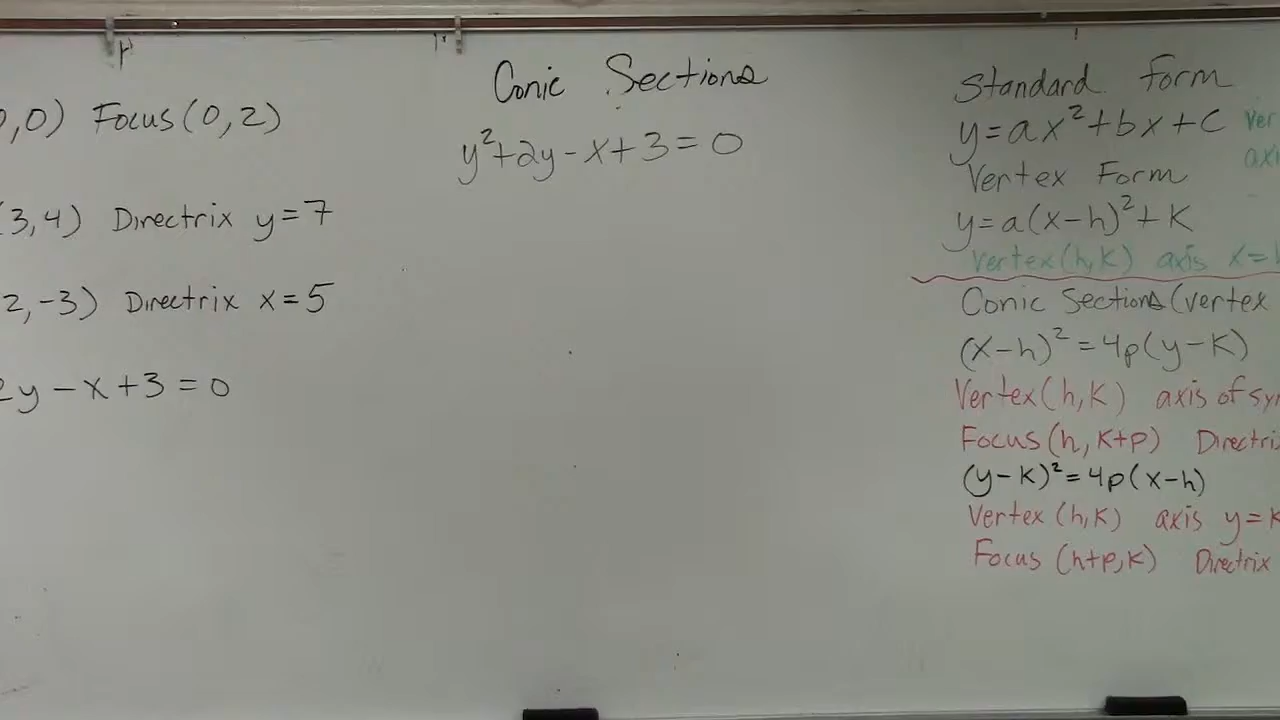 ,0) Focus (0,2)
(3,4) Directrix y=7
2,-3) Directrix x=5
2y-x+3=0
Conic Sections
y²+2y-x+3=0
Standard form
y=ax²+bx+c
Vertex Form
y=a(x-h)²+K
Vertex (h,K) axis x=
Conic Sections (vertex
(x-h)²=4p(y-K)
Vertex (h,K) axis of sy
Focus (h, K+p) Directri
(y-K)²=4p(x-h)
Vertex (h,K) axis y=K
Focus (h+p,K) Directrix